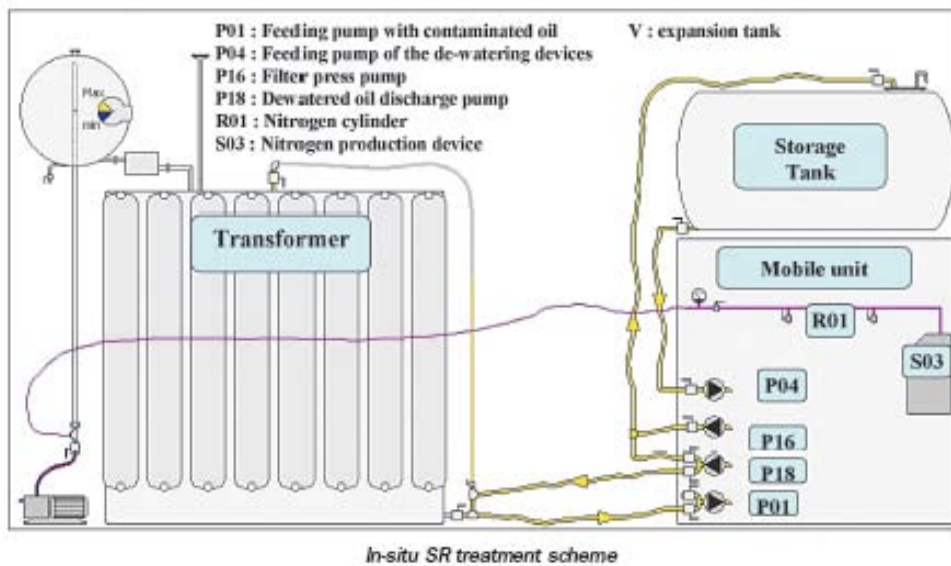 P01 : Feeding pump with contaminated oil
P04 : Feeding pump of the de-watering devices
P16 : Filter press pump
P18 : Dewatered oil discharge pump
R01 : Nitrogen cylinder
S03 : Nitrogen production device
V : expansion tank
Max
min
Storage
Tank
Transformer
Mobile unit
R01
S03
P04
P16
P18
P01
In-situ SR treatment scheme